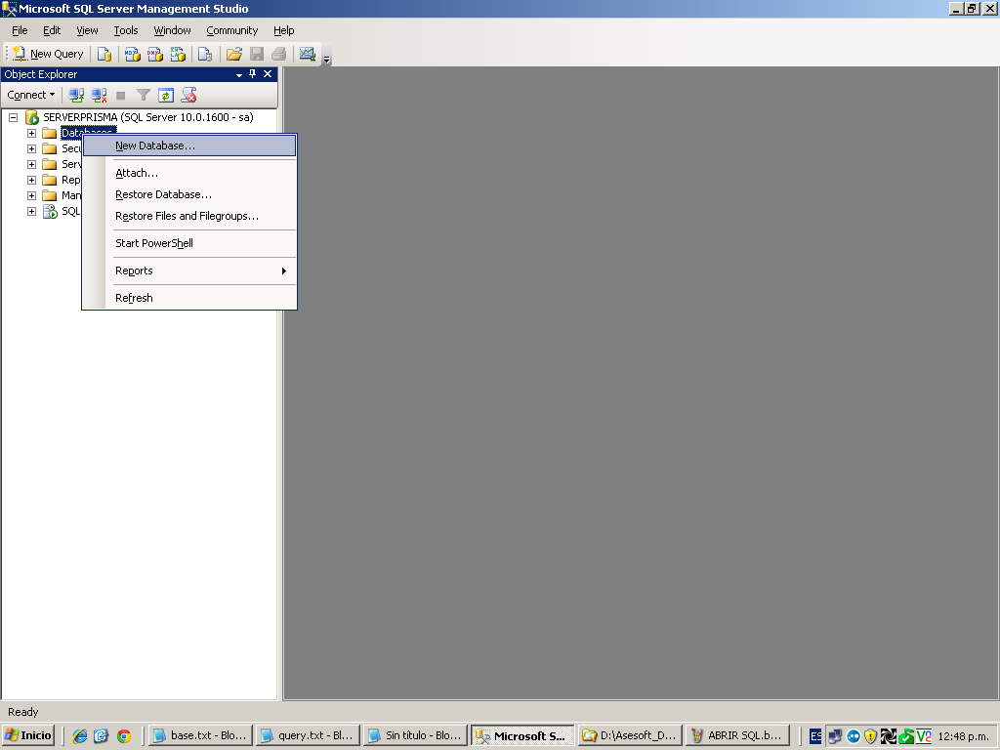 Microsoft SQL Server Management Studio
File Edit View Tools Window Community Help
New Query
Object Explorer
Connect
SERVERPRISMA (SQL Server 10.0.1600 - sa)
Databases
New Database...
Attach...
Restore Database...
Restore Files and Filegroups...
Start PowerShell
Reports
Refresh
Secu
Serv
Rep
Man
SQL
Ready
Inicio
base.txt - Blo...
query.txt - Bl...
Sin título - Blo...
Microsoft S...
D:\Asesoft_D...
ABRIR SQL.b...
ES
12:48 p.m.